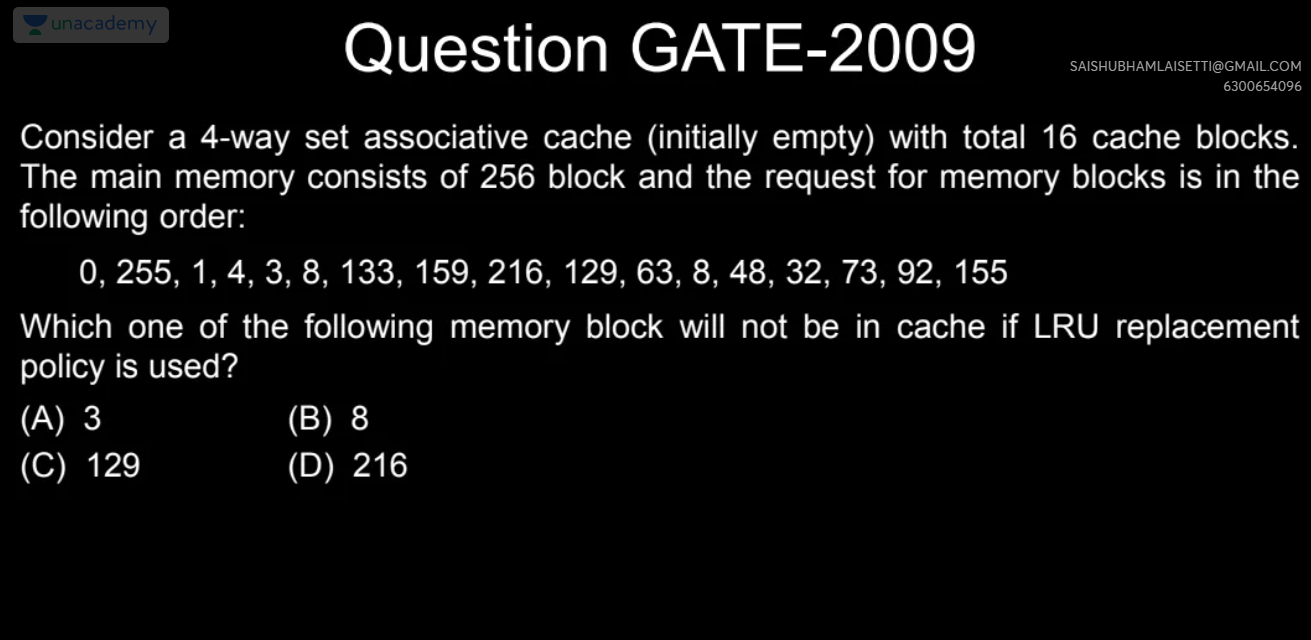 unacademy
Question GATE-2009
SAISHUBHAMLAISETTI@GMAIL.COM
6300654096
Consider a 4-way set associative cache (initially empty) with total 16 cache blocks.
The main memory consists of 256 block and the request for memory blocks is in the
following order:
0, 255, 1, 4, 3, 8, 133, 159, 216, 129, 63, 8, 48, 32, 73, 92, 155
Which one of the following memory block will not be in cache if LRU replacement
policy is used?
(A) 3 (B) 8
(C) 129 (D) 216